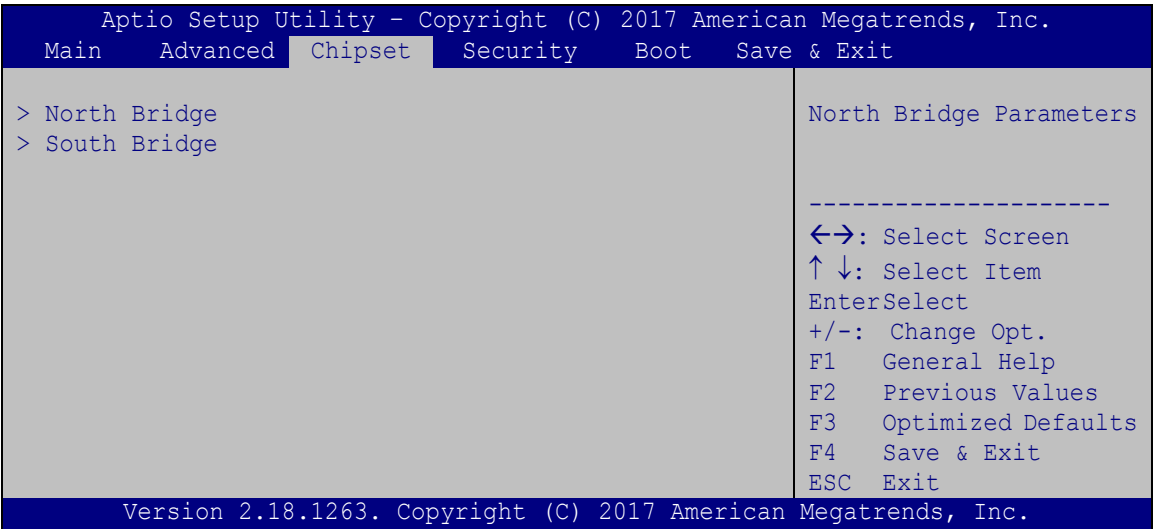 Aptio Setup Utility – Copyright (C) 2017 American Megatrends, Inc.
Main Advanced Chipset Security Boot Save & Exit
> North Bridge
> South Bridge
North Bridge Parameters
---------------------
←→: Select Screen
↑ ↓: Select Item
EnterSelect
+/-: Change Opt.
F1 General Help
F2 Previous Values
F3 Optimized Defaults
F4 Save & Exit
ESC Exit
Version 2.18.1263. Copyright (C) 2017 American Megatrends, Inc.